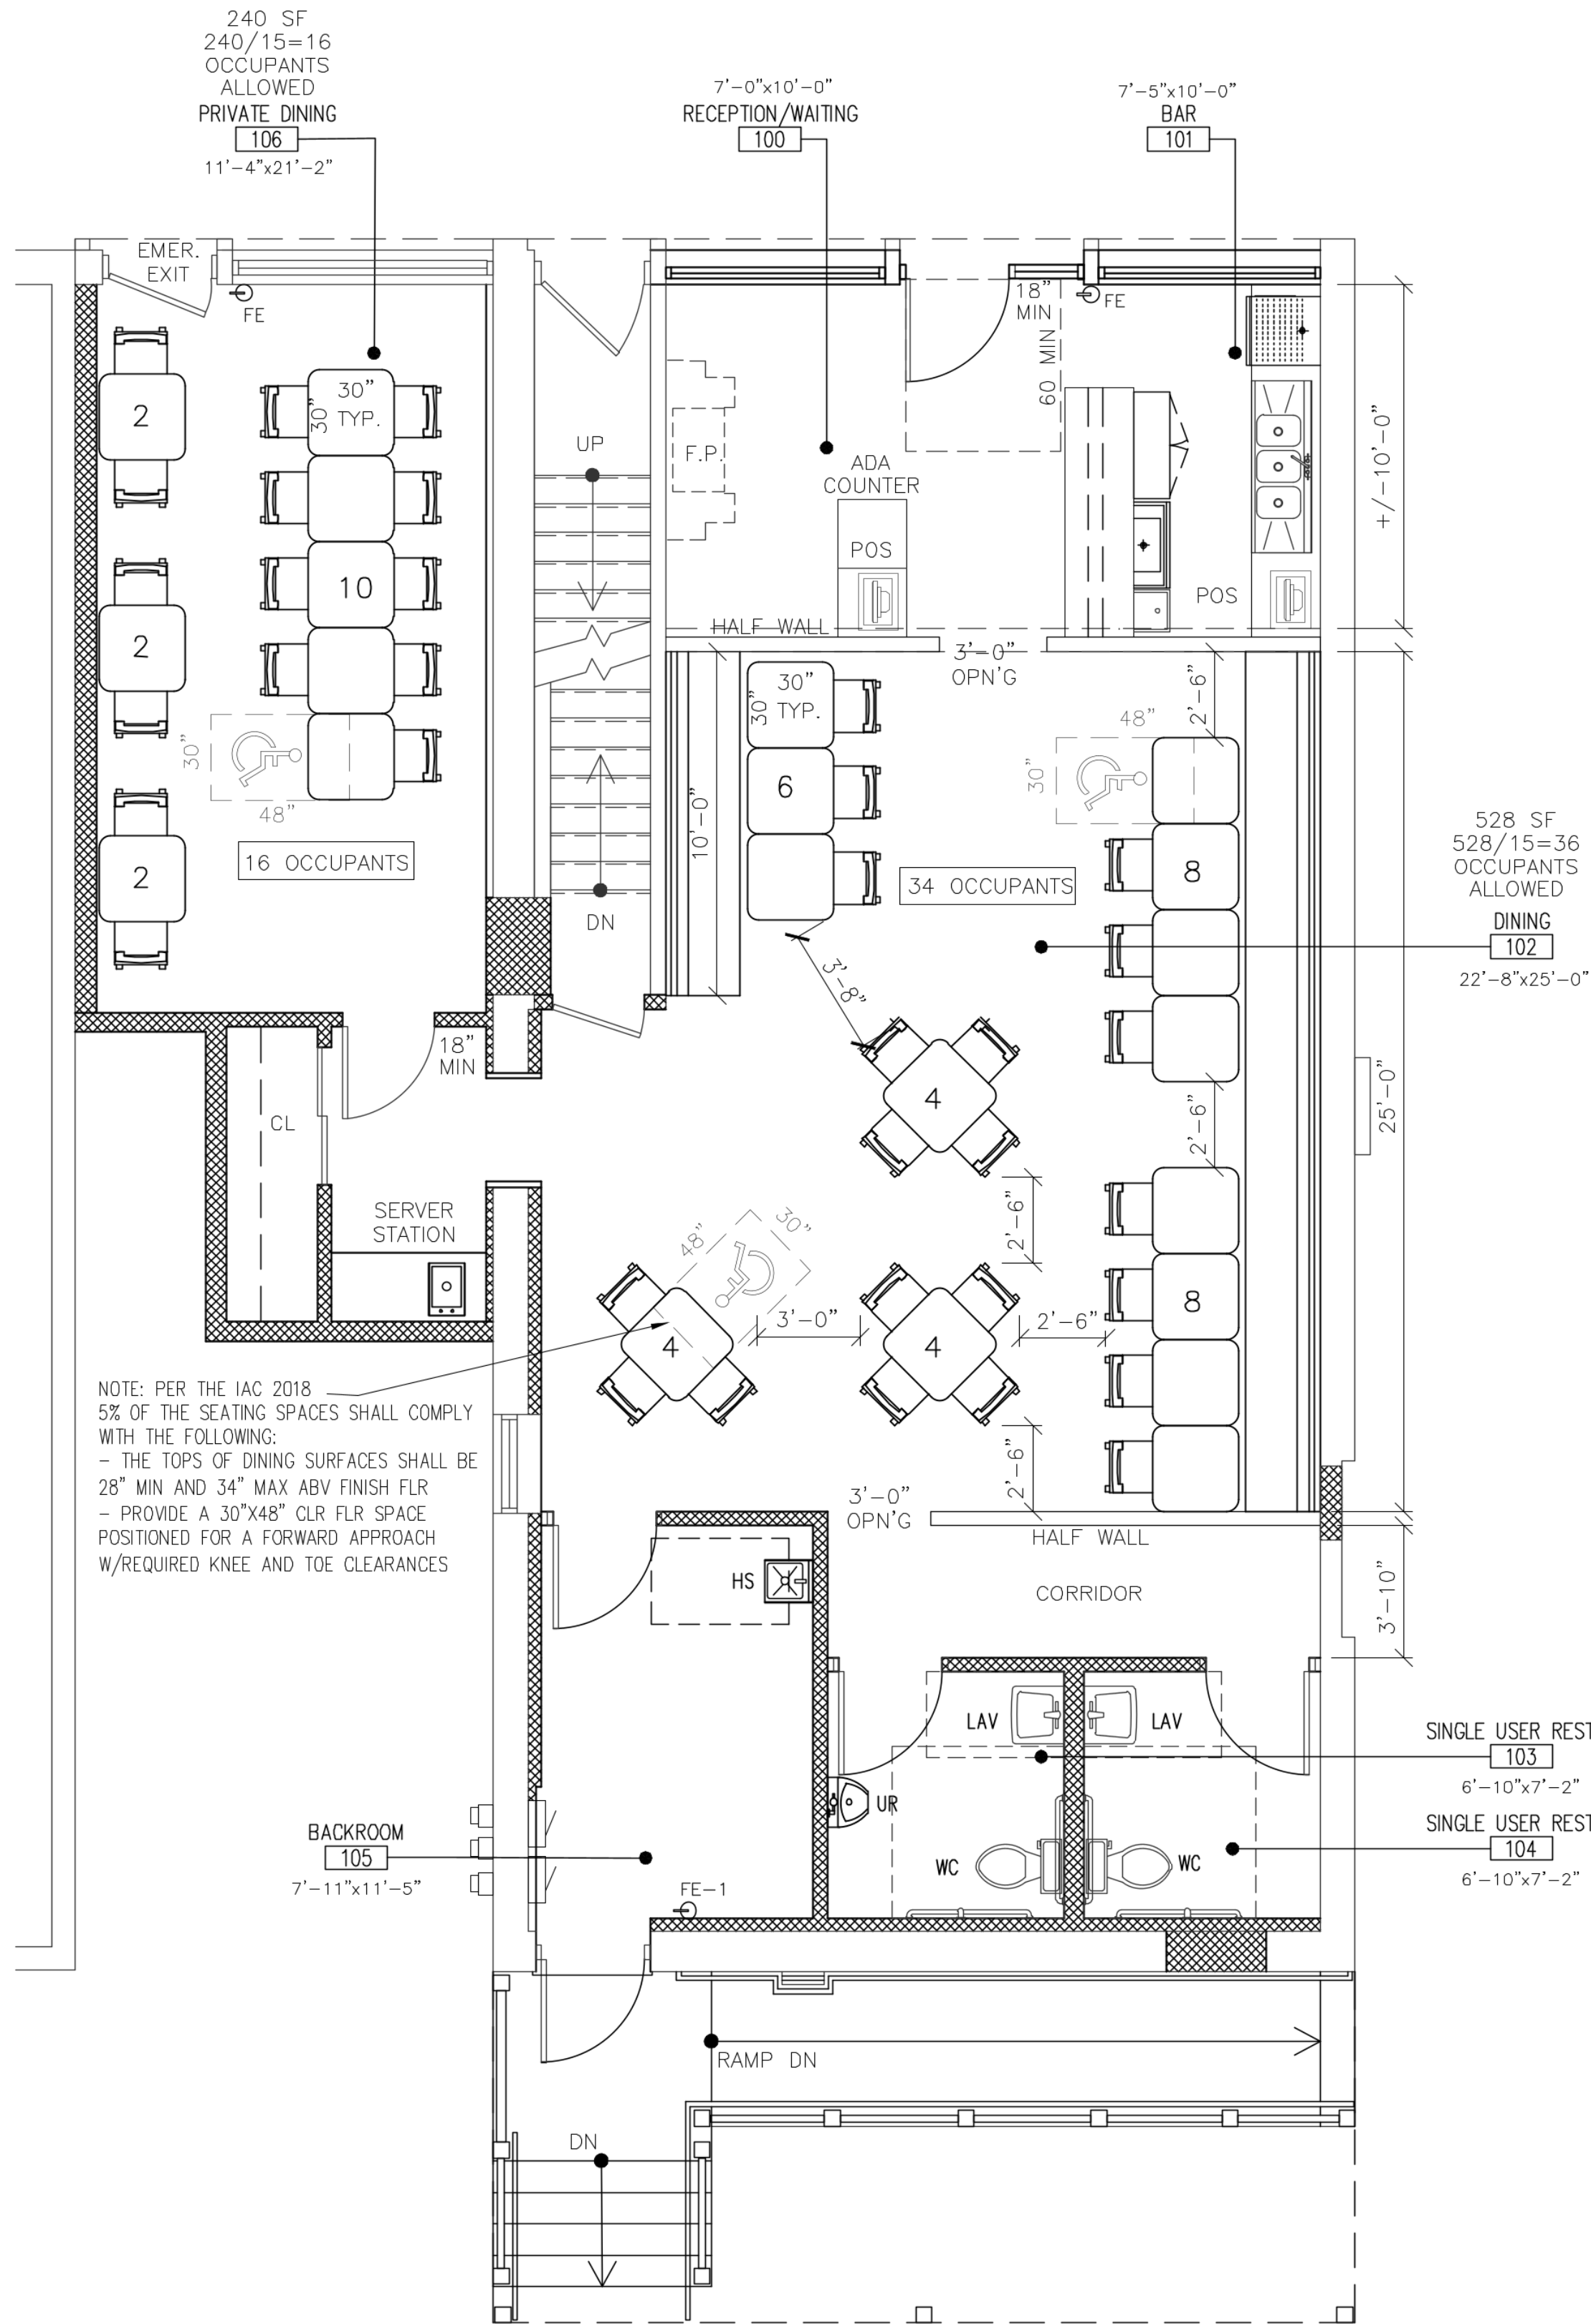 240 SF
240/15=16
OCCUPANTS
ALLOWED
PRIVATE DINING
106
11'-4"x21'-2"
7'-0"x10'-0"
RECEPTION/WAITING
100
7'-5"x10'-0"
BAR
101
EMER.
EXIT
FE
18"
MIN
FE
60 MIN
2
30"
TYP.
30"
UP
F.P.
ADA
COUNTER
POS
+/-10'-0"
10
POS
HALF WALL
3'-0"
OPN'G
2
30"
TYP.
30"
2'-6"
48"
30"
30"
48"
6
10'-0"
16 OCCUPANTS
2
34 OCCUPANTS
8
528 SF
528/15=36
OCCUPANTS
ALLOWED
DINING
102
22'-8"x25'-0"
DN
3'-8"
18"
MIN
4
CL
2'-6"
25'-0"
SERVER
STATION
48"
30"
2'-6"
3'-0"
2'-6"
8
4
4
NOTE: PER THE IAC 2018
5% OF THE SEATING SPACES SHALL COMPLY
WITH THE FOLLOWING:
- THE TOPS OF DINING SURFACES SHALL BE
28" MIN AND 34" MAX ABV FINISH FLR
- PROVIDE A 30"X48" CLR FLR SPACE
POSITIONED FOR A FORWARD APPROACH
W/REQUIRED KNEE AND TOE CLEARANCES
2'-6"
3'-0"
OPN'G
HALF WALL
HS
CORRIDOR
3'-10"
LAV
LAV
SINGLE USER REST
103
6'-10"x7'-2"
UR
SINGLE USER REST
104
6'-10"x7'-2"
BACKROOM
105
7'-11"x11'-5"
WC
WC
FE-1
RAMP DN
DN